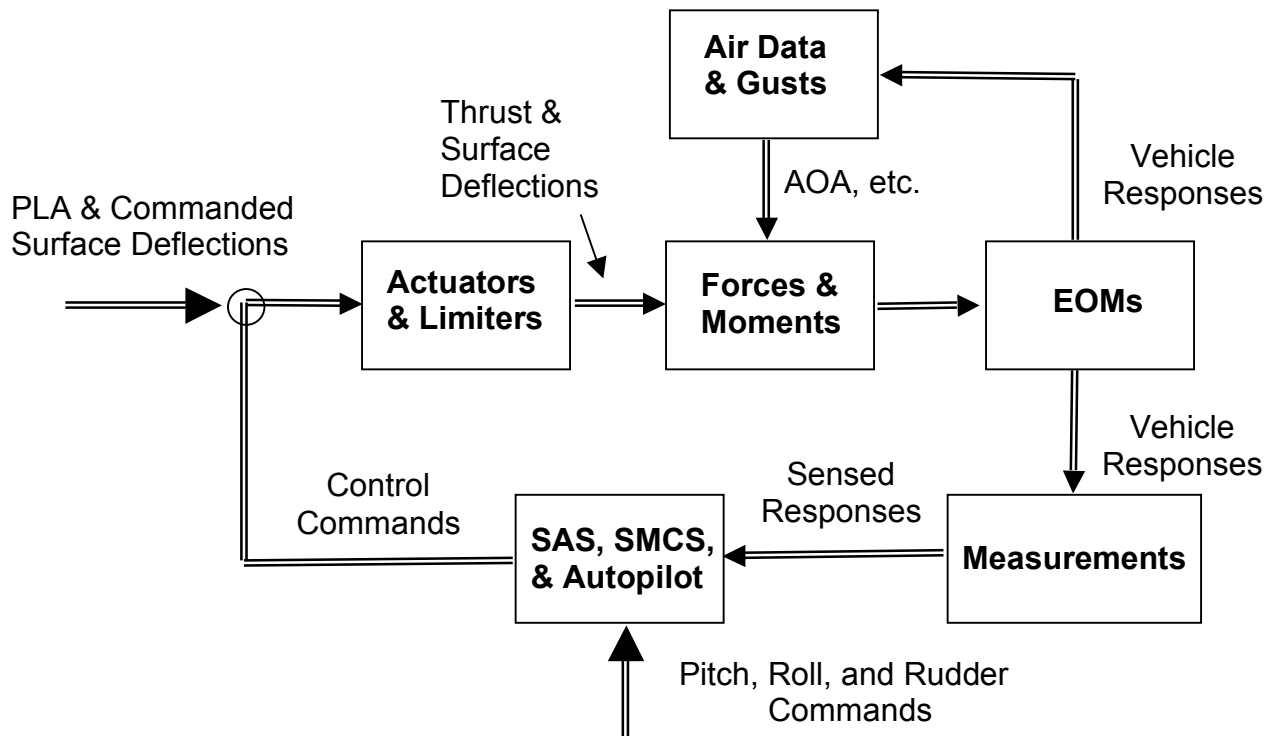 Air Data
& Gusts
Thrust &
Surface
Deflections
AOA, etc.
Vehicle
Responses
PLA & Commanded
Surface Deflections
Actuators
& Limiters
Forces &
Moments
EOMs
Vehicle
Responses
Sensed
Responses
Control
Commands
SAS, SMCS,
& Autopilot
Measurements
Pitch, Roll, and Rudder
Commands